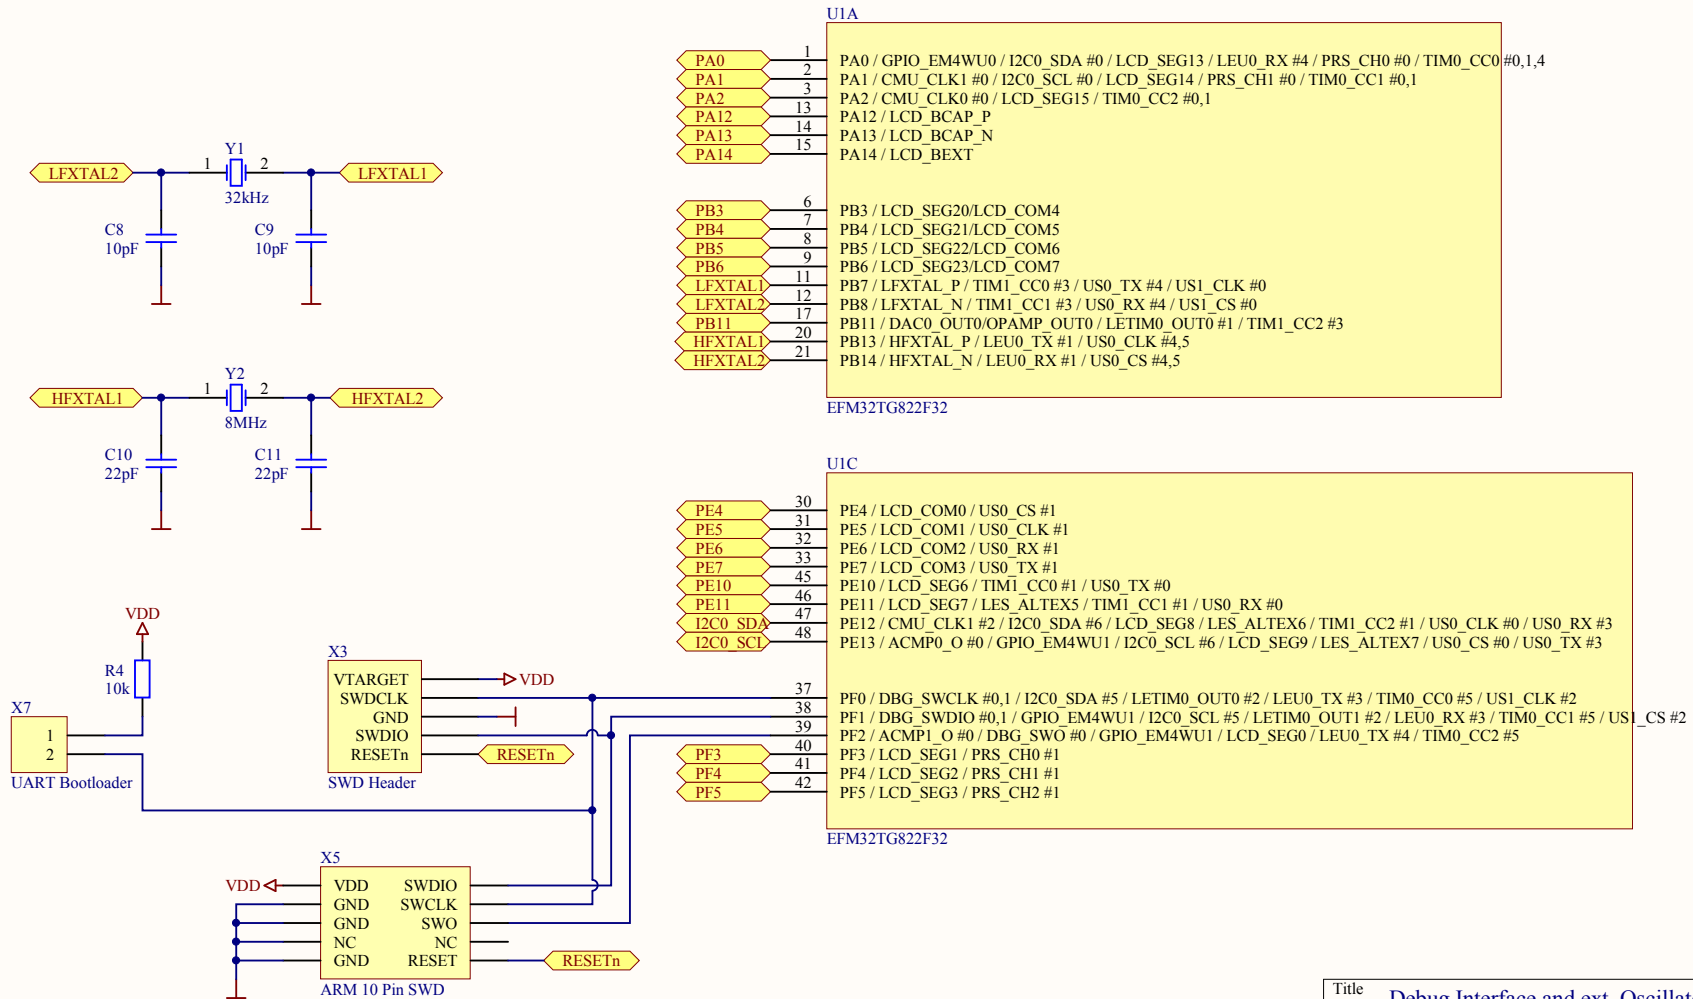 U1A
PA0 1 PA0 / GPIO_EM4WU0 / I2C0_SDA #0 / LCD_SEG13 / LEU0_RX #4 / PRS_CH0 #0 / TIM0_CC0 #0,1,4
PA1 2 PA1 / CMU_CLK1 #0 / I2C0_SCL #0 / LCD_SEG14 / PRS_CH1 #0 / TIM0_CC1 #0,1
PA2 3 PA2 / CMU_CLK0 #0 / LCD_SEG15 / TIM0_CC2 #0,1
PA12 13 PA12 / LCD_BCAP_P
PA13 14 PA13 / LCD_BCAP_N
PA14 15 PA14 / LCD_BEXT
PB3 6 PB3 / LCD_SEG20/LCD_COM4
PB4 7 PB4 / LCD_SEG21/LCD_COM5
PB5 8 PB5 / LCD_SEG22/LCD_COM6
PB6 9 PB6 / LCD_SEG23/LCD_COM7
LFXTAL1 11 PB7 / LFXTAL_P / TIM1_CC0 #3 / US0_TX #4 / US1_CLK #0
LFXTAL2 12 PB8 / LFXTAL_N / TIM1_CC1 #3 / US0_RX #4 / US1_CS #0
PB11 17 PB11 / DAC0_OUT0/OPAMP_OUT0 / LETIM0_OUT0 #1 / TIM1_CC2 #3
HFXTAL1 20 PB13 / HFXTAL_P / LEU0_TX #1 / US0_CLK #4,5
HFXTAL2 21 PB14 / HFXTAL_N / LEU0_RX #1 / US0_CS #4,5
EFM32TG822F32
Y1
LFXTAL2 1 2 LFXTAL1
32kHz
C8 C9
10pF 10pF
Y2
HFXTAL1 1 2 HFXTAL2
8MHz
C10 C11
22pF 22pF
U1C
PE4 30 PE4 / LCD_COM0 / US0_CS #1
PE5 31 PE5 / LCD_COM1 / US0_CLK #1
PE6 32 PE6 / LCD_COM2 / US0_RX #1
PE7 33 PE7 / LCD_COM3 / US0_TX #1
PE10 45 PE10 / LCD_SEG6 / TIM1_CC0 #1 / US0_TX #0
PE11 46 PE11 / LCD_SEG7 / LES_ALTEX5 / TIM1_CC1 #1 / US0_RX #0
I2C0_SDA 47 PE12 / CMU_CLK1 #2 / I2C0_SDA #6 / LCD_SEG8 / LES_ALTEX6 / TIM1_CC2 #1 / US0_CLK #0 / US0_RX #3
I2C0_SCL 48 PE13 / ACMP0_O #0 / GPIO_EM4WU1 / I2C0_SCL #6 / LCD_SEG9 / LES_ALTEX7 / US0_CS #0 / US0_TX #3
37 PF0 / DBG_SWCLK #0,1 / I2C0_SDA #5 / LETIM0_OUT0 #2 / LEU0_TX #3 / TIM0_CC0 #5 / US1_CLK #2
38 PF1 / DBG_SWDIO #0,1 / GPIO_EM4WU1 / I2C0_SCL #5 / LETIM0_OUT1 #2 / LEU0_RX #3 / TIM0_CC1 #5 / US1_CS #2
39 PF2 / ACMP1_O #0 / DBG_SWO #0 / GPIO_EM4WU1 / LCD_SEG0 / LEU0_TX #4 / TIM0_CC2 #5
PF3 40 PF3 / LCD_SEG1 / PRS_CH0 #1
PF4 41 PF4 / LCD_SEG2 / PRS_CH1 #1
PF5 42 PF5 / LCD_SEG3 / PRS_CH2 #1
EFM32TG822F32
VDD
R4
10k
X7
1
2
UART Bootloader
X3
VTARGET VDD
SWDCLK
GND
SWDIO
RESETn RESETn
SWD Header
X5
VDD VDD SWDIO
GND SWCLK
GND SWO
NC NC
GND RESET RESETn
ARM 10 Pin SWD
Title
Debug Interface and ext. Oscillat